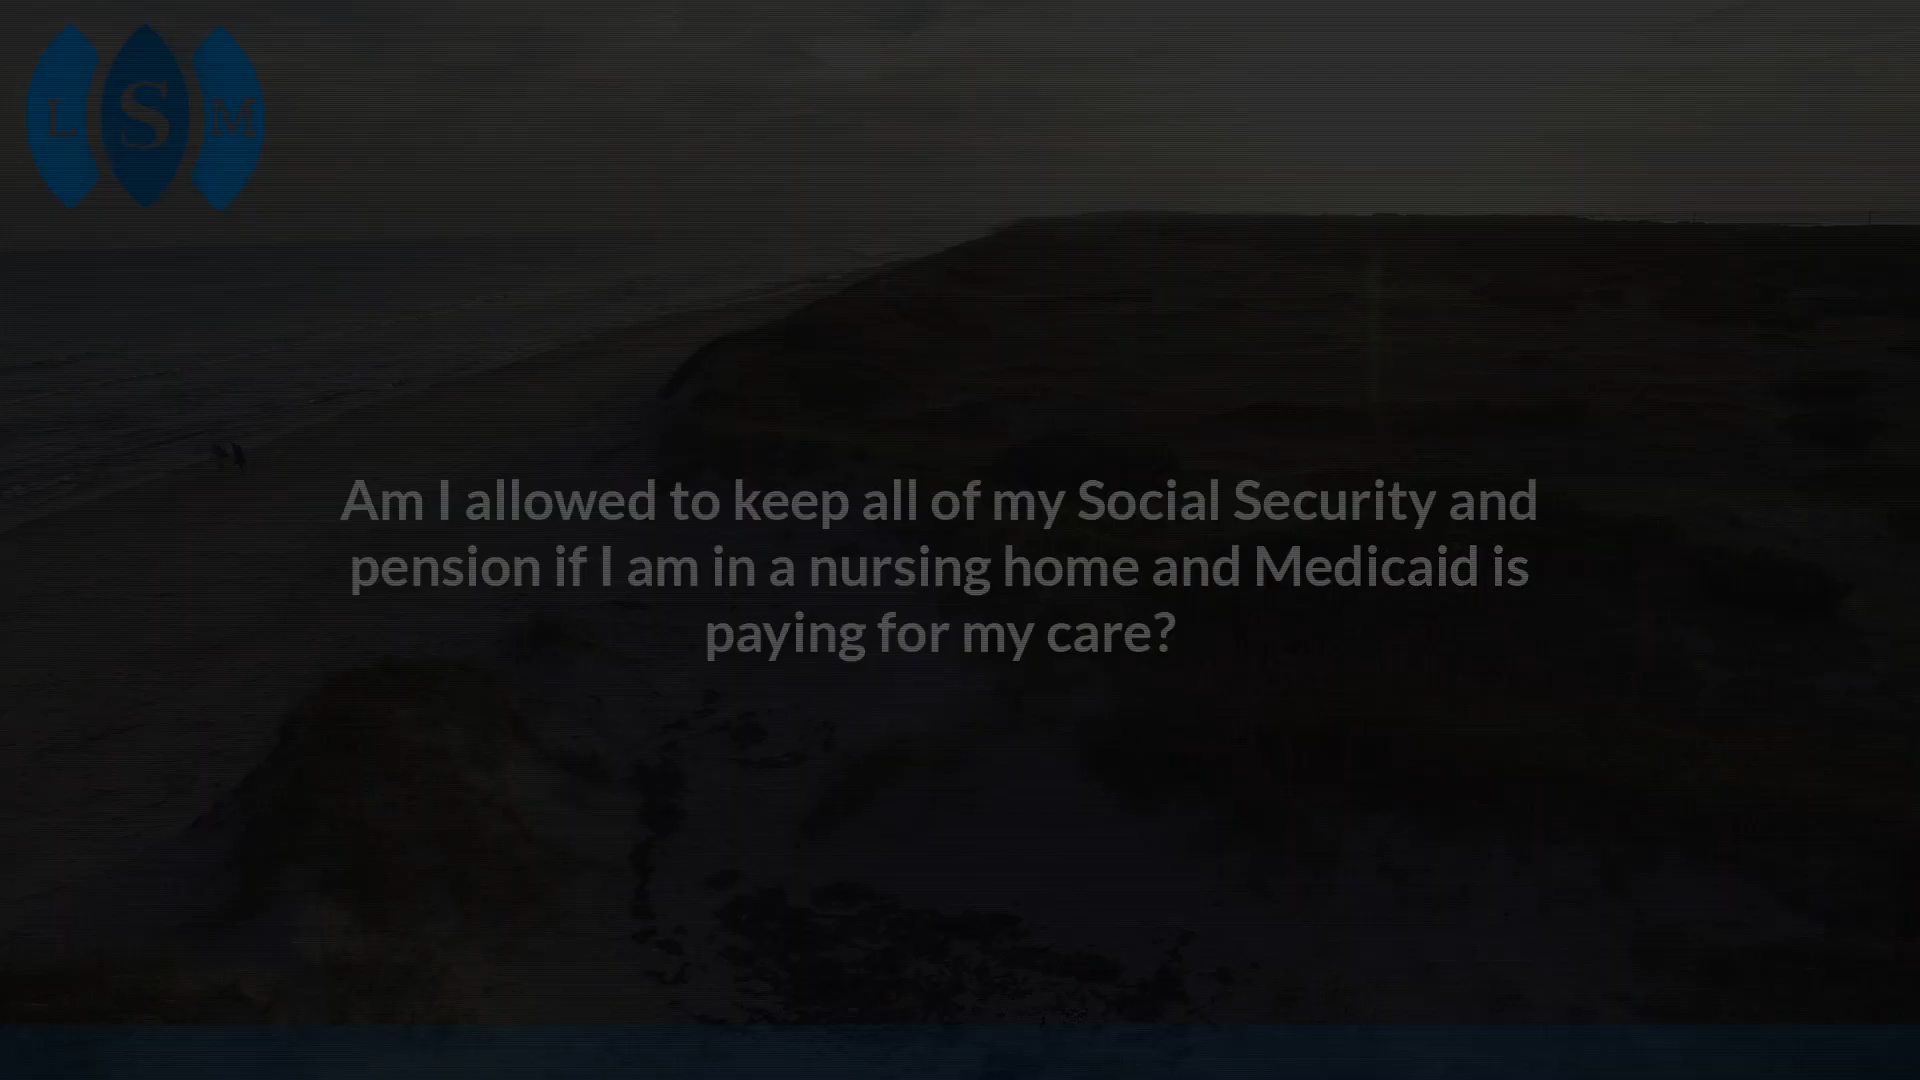 L S M
Am I allowed to keep all of my Social Security and
pension if I am in a nursing home and Medicaid is
paying for my care?